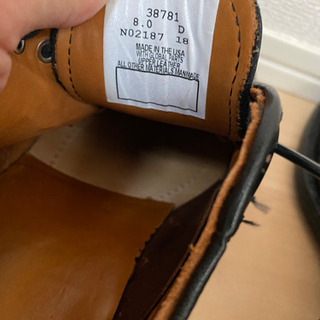 38781
8.0 D
N02187 18
MADE IN THE USA
WITH GLOBAL PARTS
UPPER LEATHER
ALL OTHER MATERIALS MANMADE